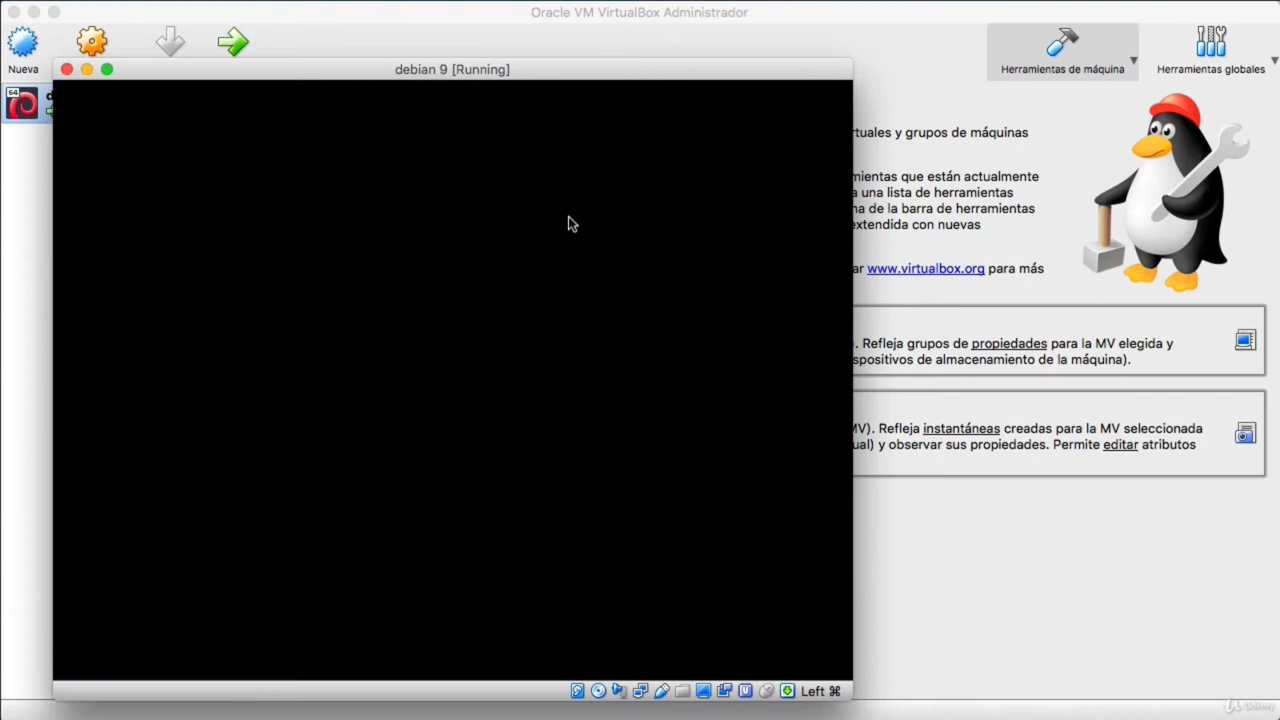 Oracle VM VirtualBox Administrador
Nueva
Herramientas de máquina
Herramientas globales
debian 9 [Running]
64
tuales y grupos de máquinas
mientas que están actualmente
a una lista de herramientas
na de la barra de herramientas
extendida con nuevas
ar www.virtualbox.org para más
). Refleja grupos de propiedades para la MV elegida y
spositivos de almacenamiento de la máquina).
MV). Refleja instantáneas creadas para la MV seleccionada
ual) y observar sus propiedades. Permite editar atributos
Left ⌘
Udemy